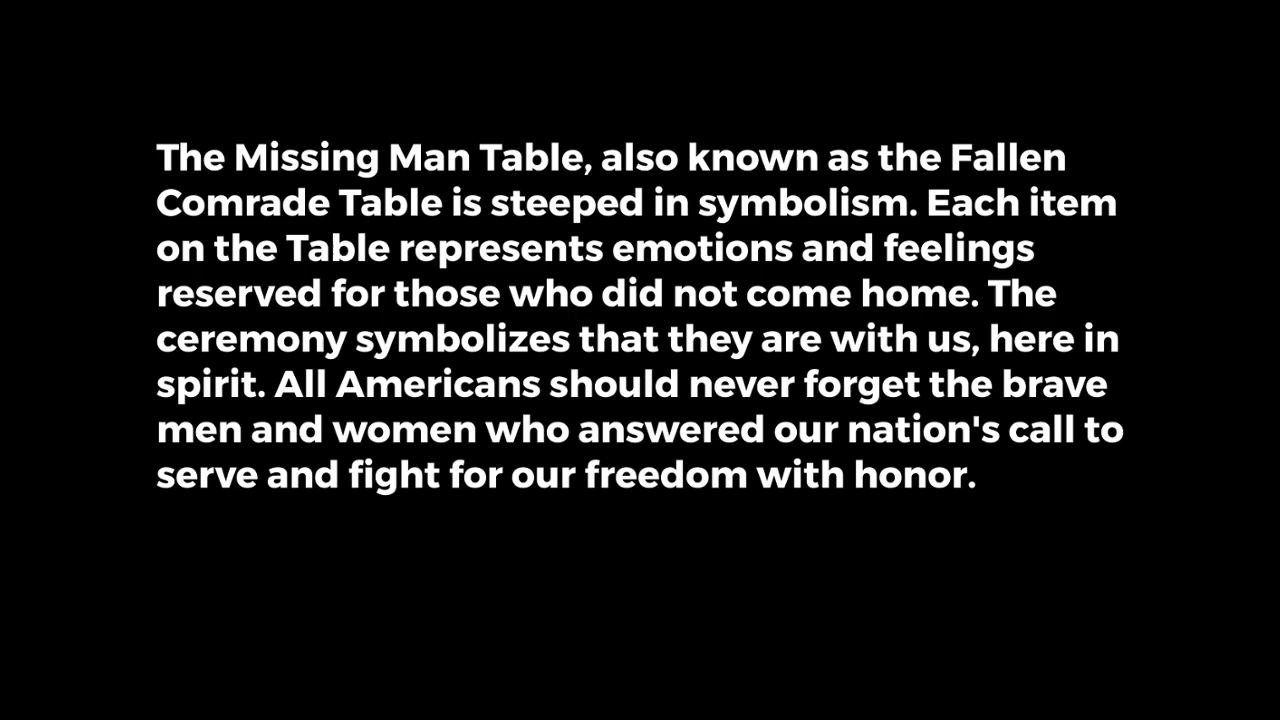 The Missing Man Table, also known as the Fallen
Comrade Table is steeped in symbolism. Each item
on the Table represents emotions and feelings
reserved for those who did not come home. The
ceremony symbolizes that they are with us, here in
spirit. All Americans should never forget the brave
men and women who answered our nation's call to
serve and fight for our freedom with honor.